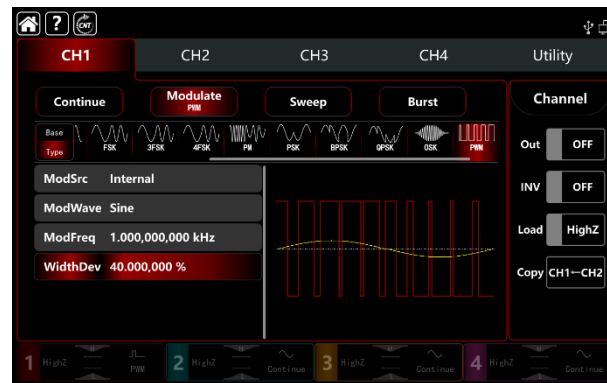 ? CNT
CH1 CH2 CH3 CH4 Utility
Continue Modulate PWM Sweep Burst Channel
Base Type FSK 3FSK 4FSK PM PSK BPSK QPSK OSK PWM
Out OFF
ModSrc Internal
INV OFF
ModWave Sine
ModFreq 1.000,000,000 kHz
Load HighZ
WidthDev 40.000,000 %
Copy CH1←CH2
1 HighZ PWM 2 HighZ Continue 3 HighZ Continue 4 HighZ Continue